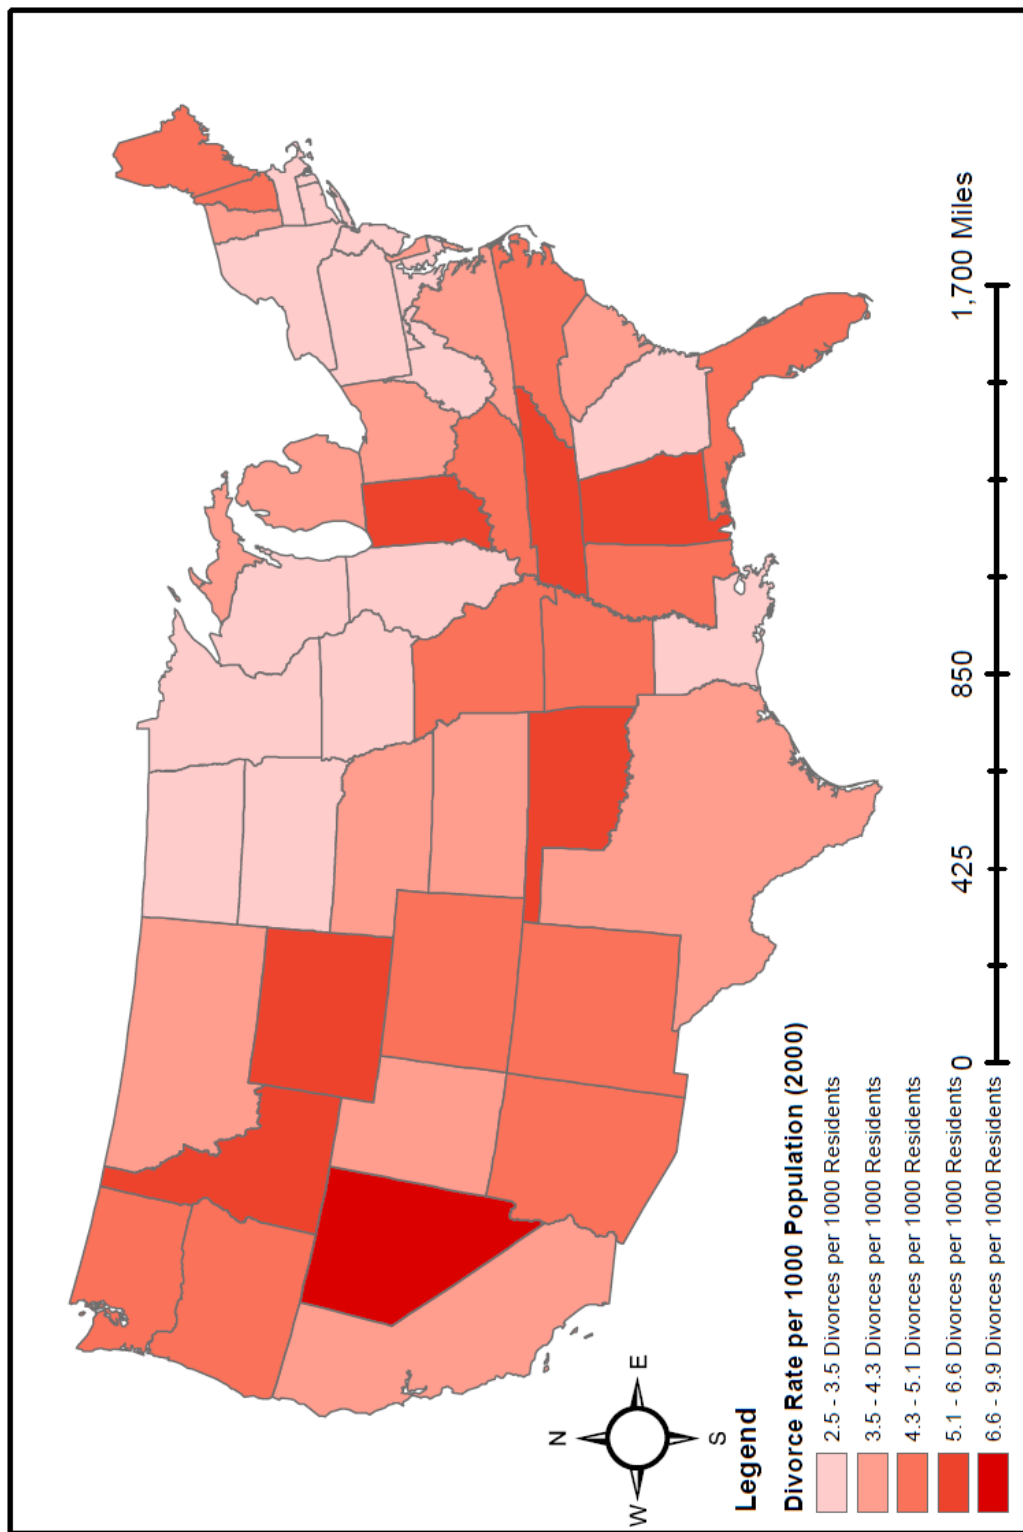 N
W
E
S
Legend
Divorce Rate per 1000 Population (2000)
2.5 - 3.5 Divorces per 1000 Residents
3.5 - 4.3 Divorces per 1000 Residents
4.3 - 5.1 Divorces per 1000 Residents
5.1 - 6.6 Divorces per 1000 Residents
6.6 - 9.9 Divorces per 1000 Residents
0 425 850 1,700 Miles